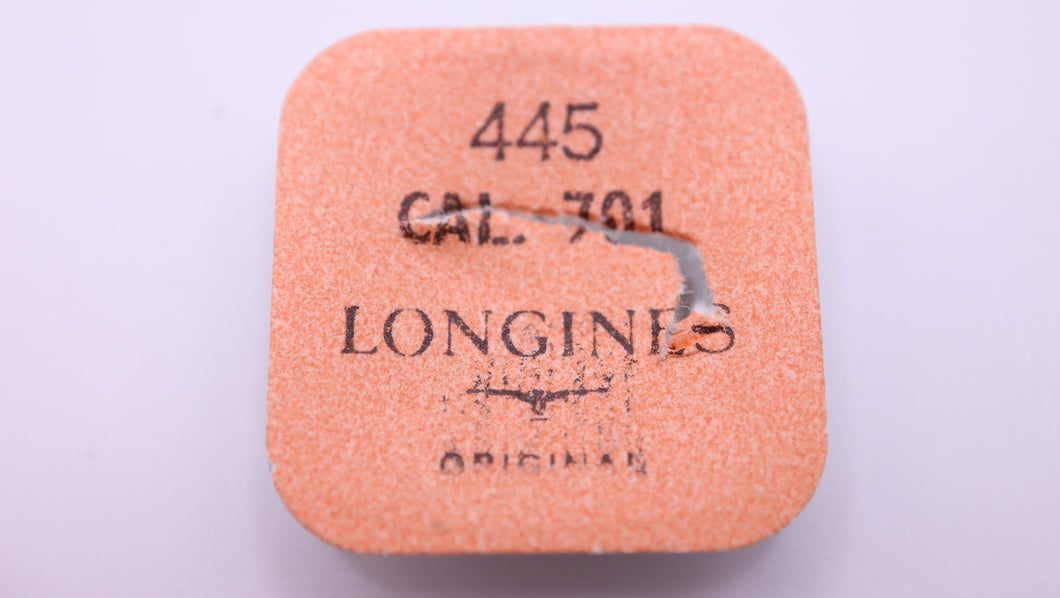 445
CAL. 701
LONGINES
ORIGINAL